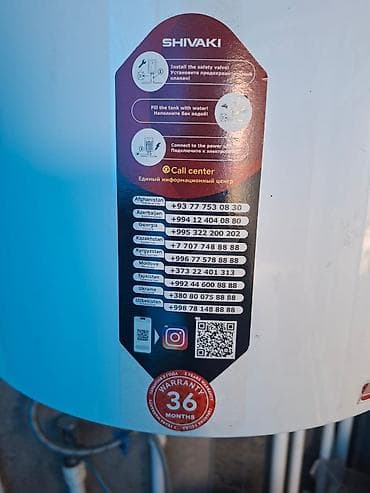 SHIVAKI
Install the safety valve!
Установите предохранительный
клапан!
Fill the tank with water!
Наполните бак водой!
Connect to the power
Подключите к
Call center
Единый информационный центр
Afghanistan +93 77 753 08 30
Azerbaijan +994 12 404 08 80
Georgia +995 322 200 202
Kazakhstan +7 707 748 88 88
Kyrgyzstan +996 77 578 88 88
Moldova +373 22 401 313
Tajikistan +992 44 600 88 88
Ukraine +380 80 075 88 88
Uzbekistan +998 78 148 88 88
WARRANTY
36
MONTHS